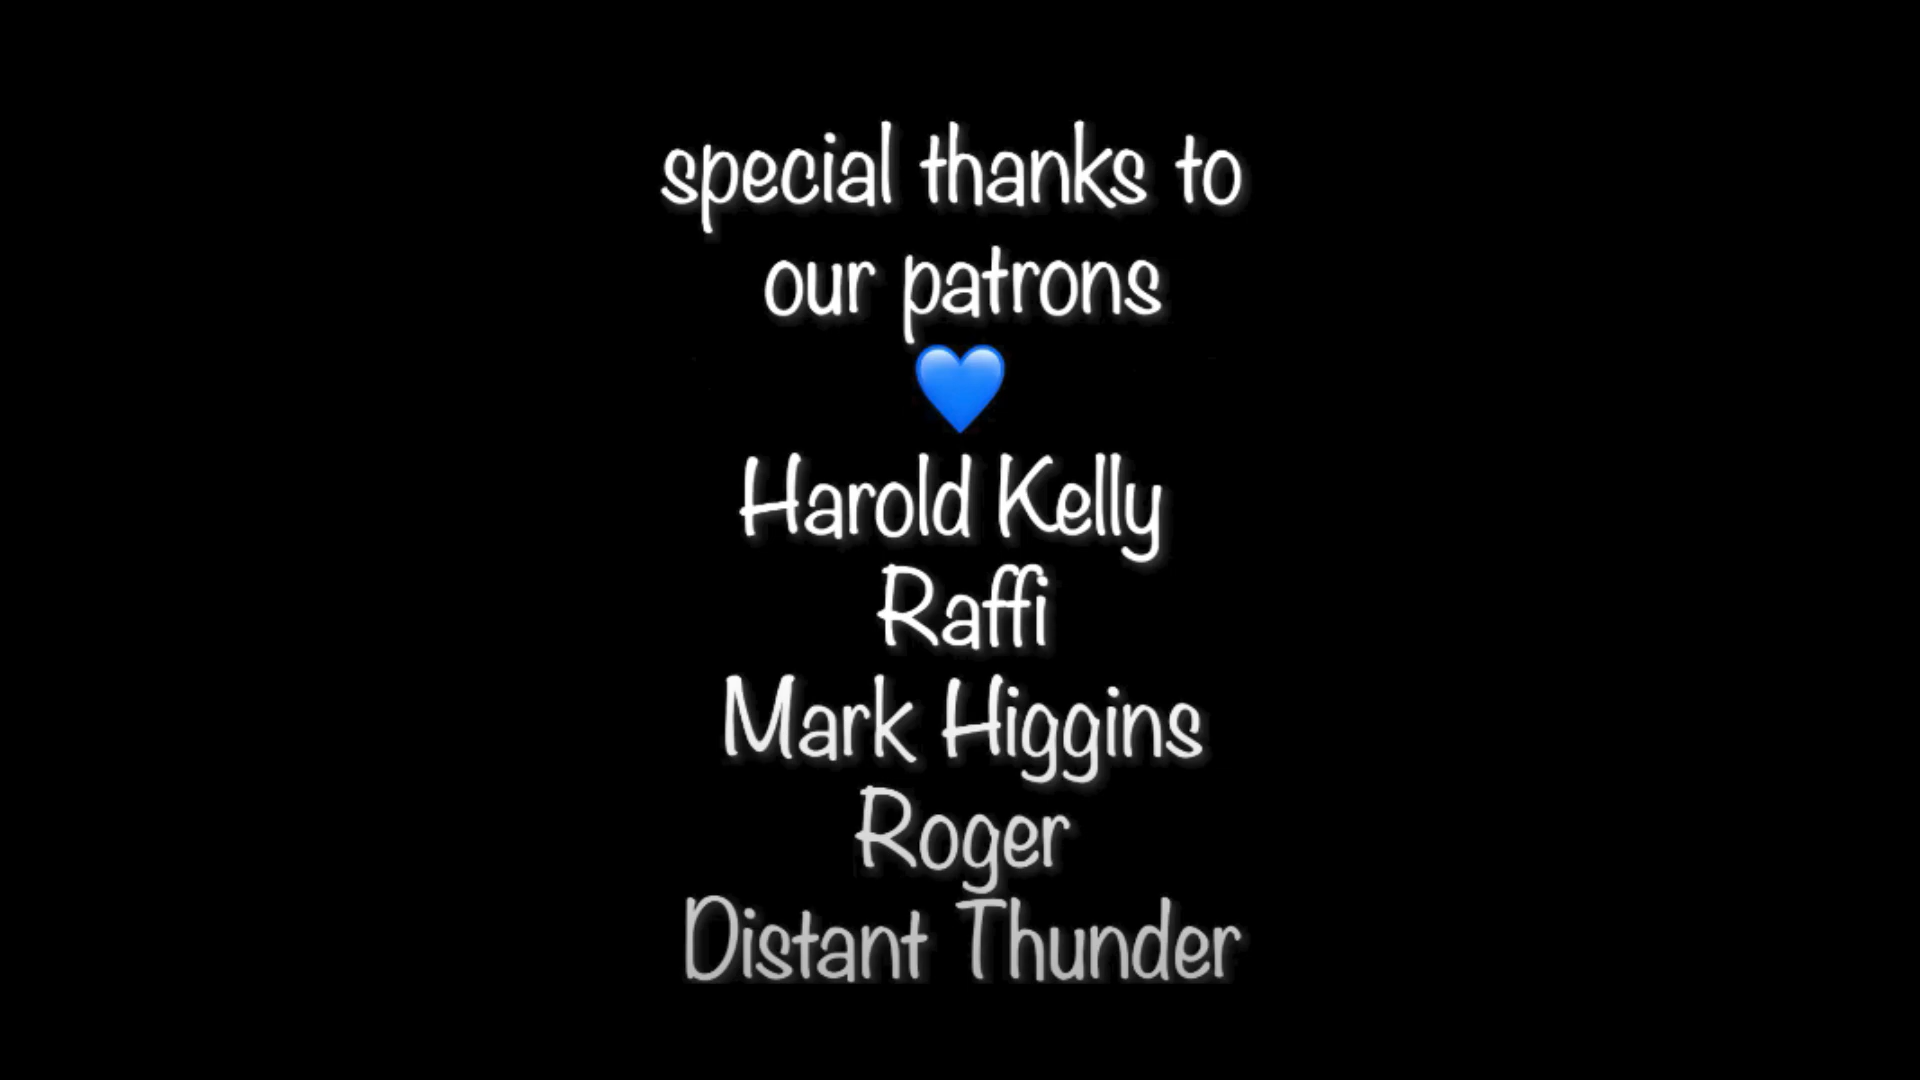 special thanks to
our patrons
💙
Harold Kelly
Raffi
Mark Higgins
Roger
Distant Thunder